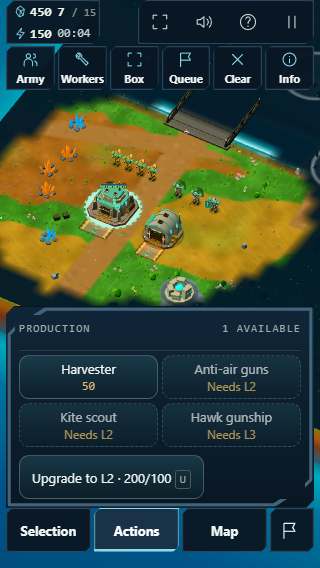 450 7 / 15
150 00:04
Army Workers Box Queue Clear Info
PRODUCTION 1 AVAILABLE
Harvester Anti-air guns
50 Needs L2
Kite scout Hawk gunship
Needs L2 Needs L3
Upgrade to L2 · 200/100 U
Selection Actions Map